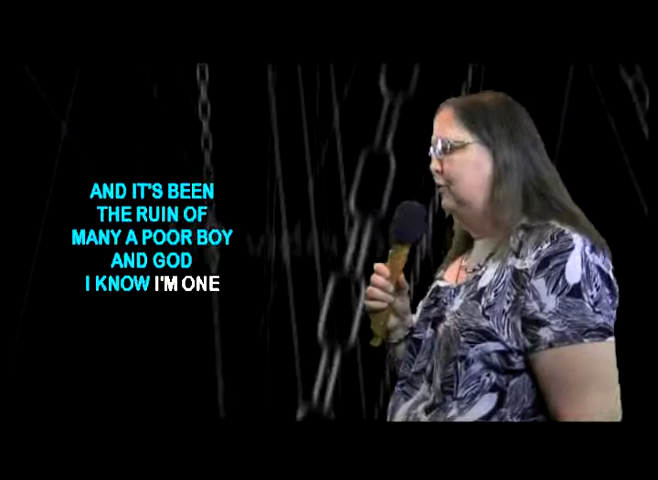 AND IT'S BEEN
THE RUIN OF
MANY A POOR BOY
AND GOD
I KNOW I'M ONE